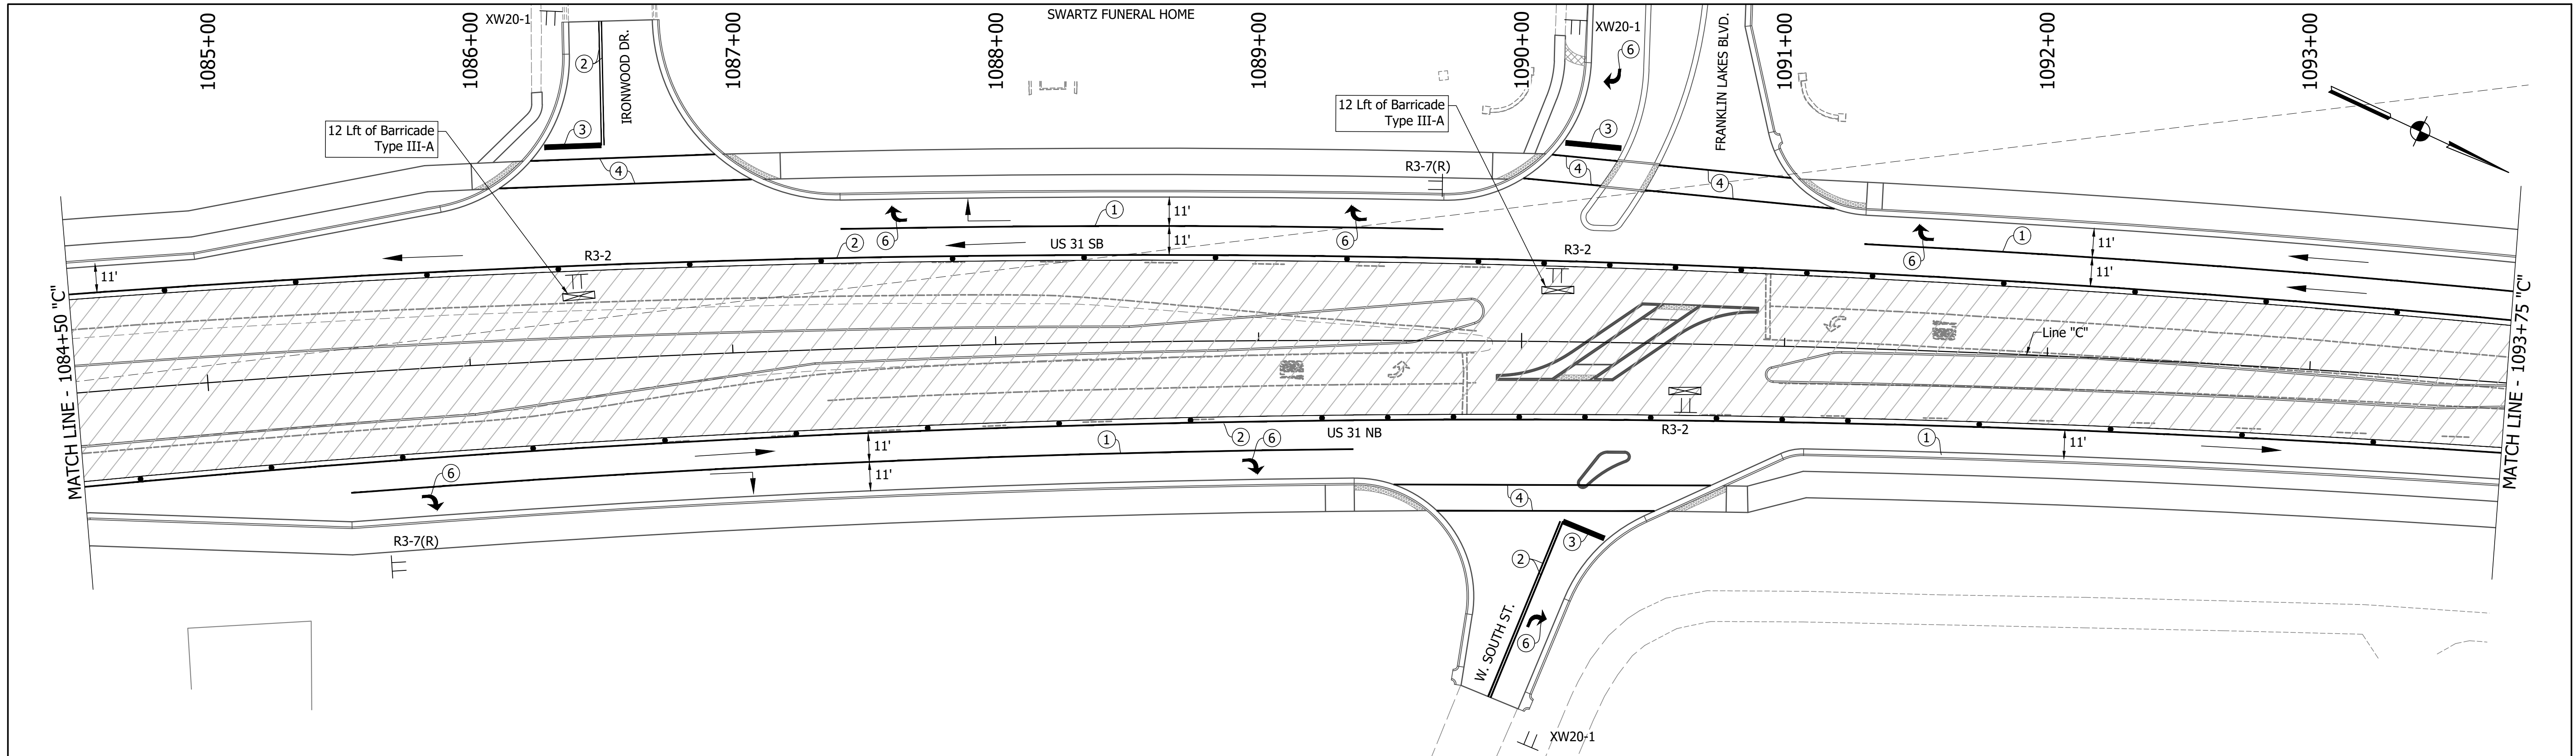 SWARTZ FUNERAL HOME
XW20-1
XW20-1
1085+00
1086+00
1087+00
1088+00
1089+00
1090+00
1091+00
1092+00
1093+00
IRONWOOD DR.
FRANKLIN LAKES BLVD.
2
6
3
3
12 Lft of Barricade
Type III-A
12 Lft of Barricade
Type III-A
4
4
4
R3-7(R)
1
11'
6
6
2
US 31 SB
11'
R3-2
R3-2
6
1
11'
11'
11'
MATCH LINE - 1084+50 "C"
MATCH LINE - 1093+75 "C"
Line "C"
11'
11'
1
2
6
US 31 NB
R3-2
1
11'
6
4
R3-7(R)
3
2
6
W. SOUTH ST.
XW20-1